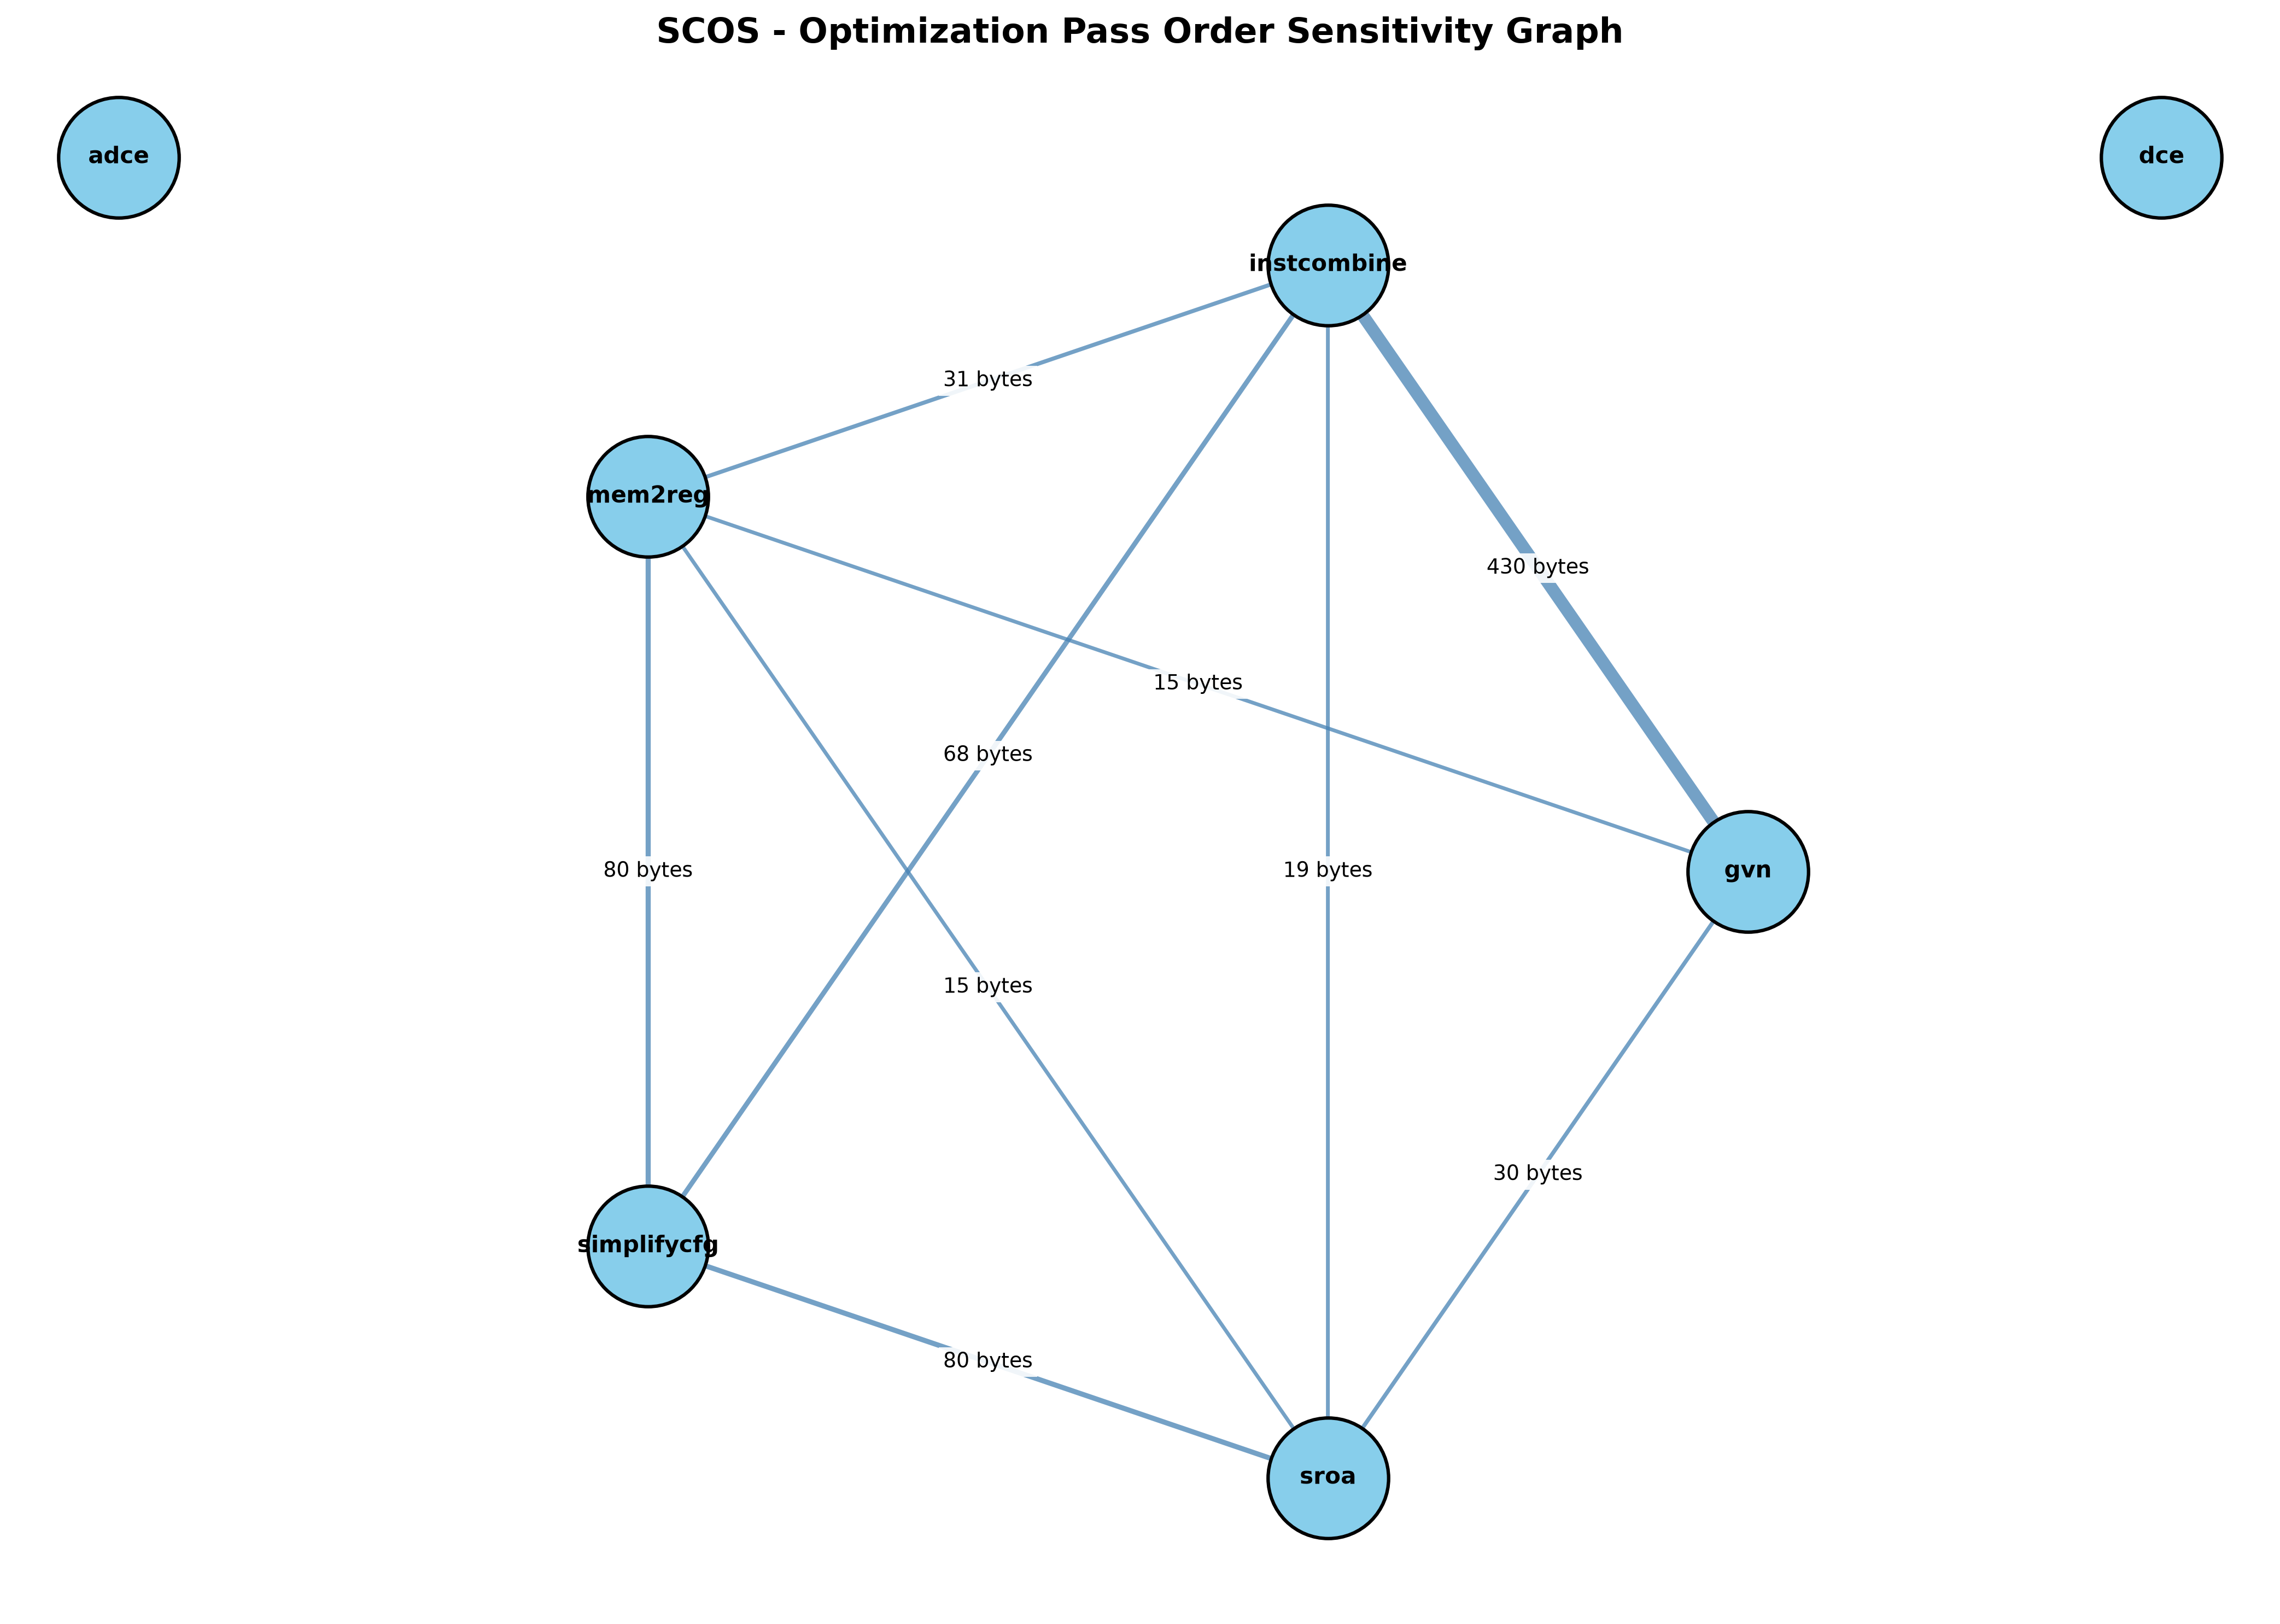 SCOS - Optimization Pass Order Sensitivity Graph
adce
dce
instcombine
31 bytes
mem2reg
430 bytes
15 bytes
68 bytes
80 bytes
19 bytes
gvn
15 bytes
30 bytes
simplifycfg
80 bytes
sroa